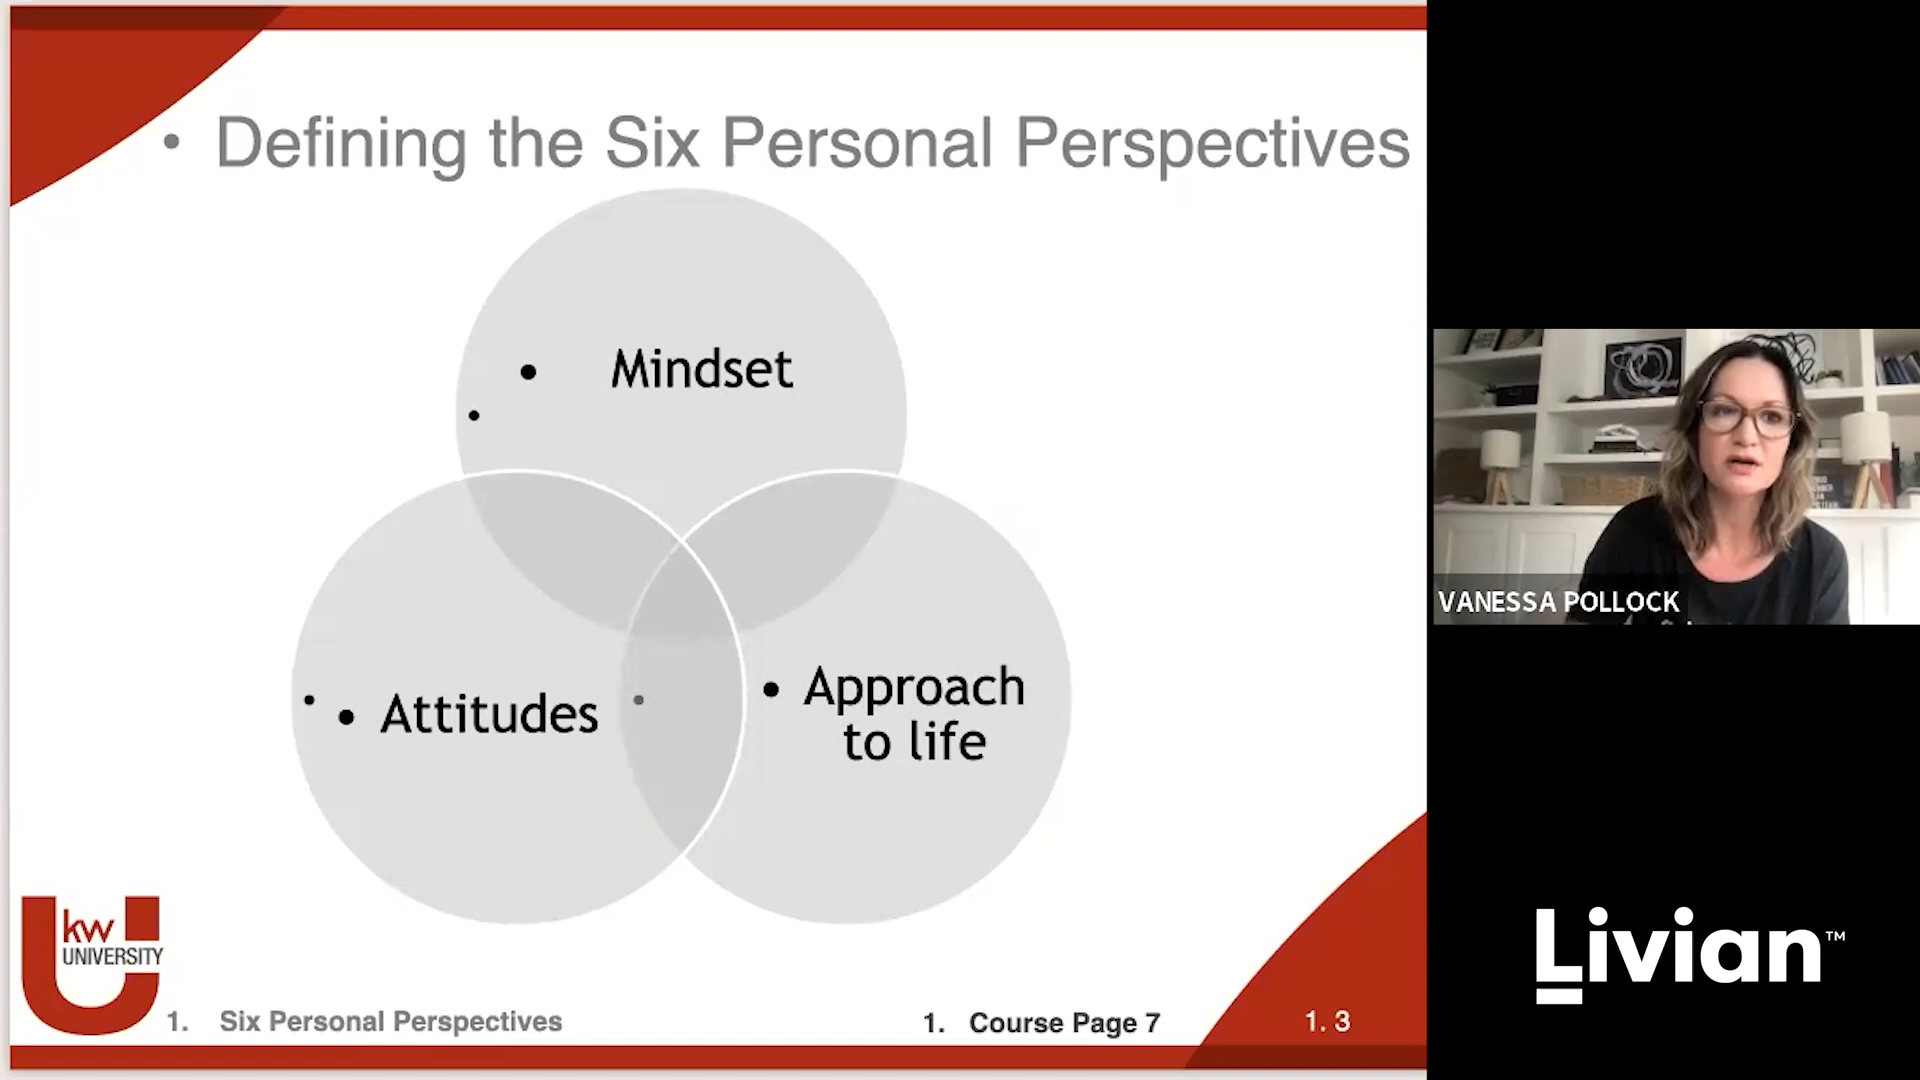 • Defining the Six Personal Perspectives
• Mindset
•
• • Attitudes
•
• Approach
to life
kw
UNIVERSITY
1. Six Personal Perspectives
1. Course Page 7
1. 3
VANESSA POLLOCK
Livian™